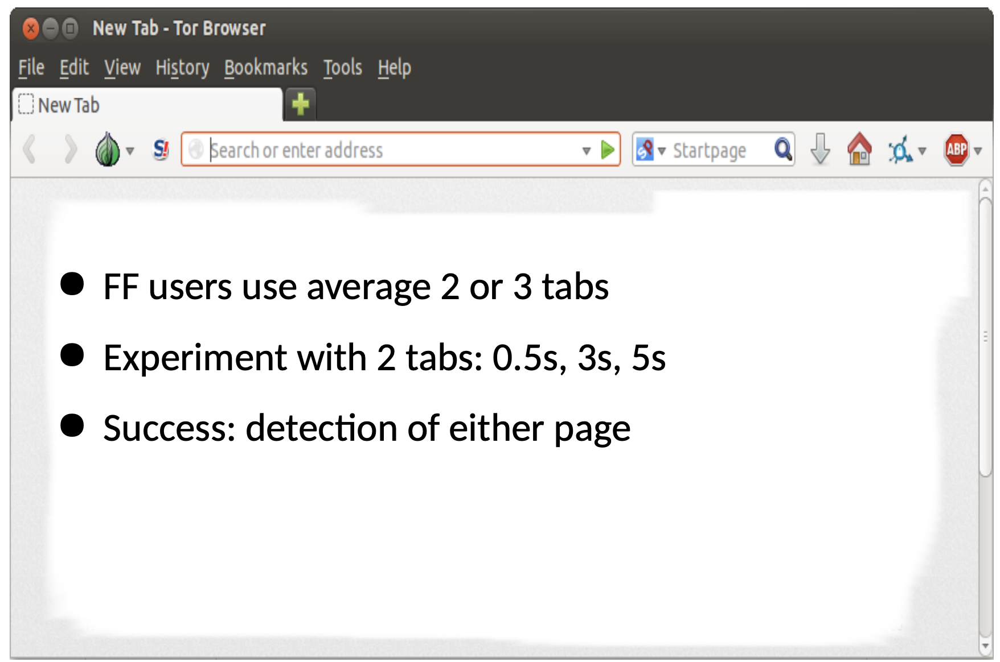 New Tab - Tor Browser
File Edit View History Bookmarks Tools Help
New Tab
S! Search or enter address Startpage ABP
● FF users use average 2 or 3 tabs
● Experiment with 2 tabs: 0.5s, 3s, 5s
● Success: detection of either page